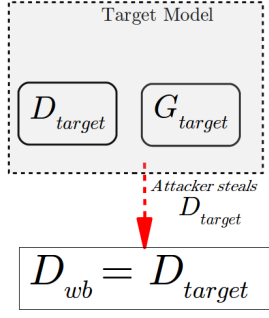 Target Model
D_target G_target
Attacker steals
D_target
D_wb = D_target